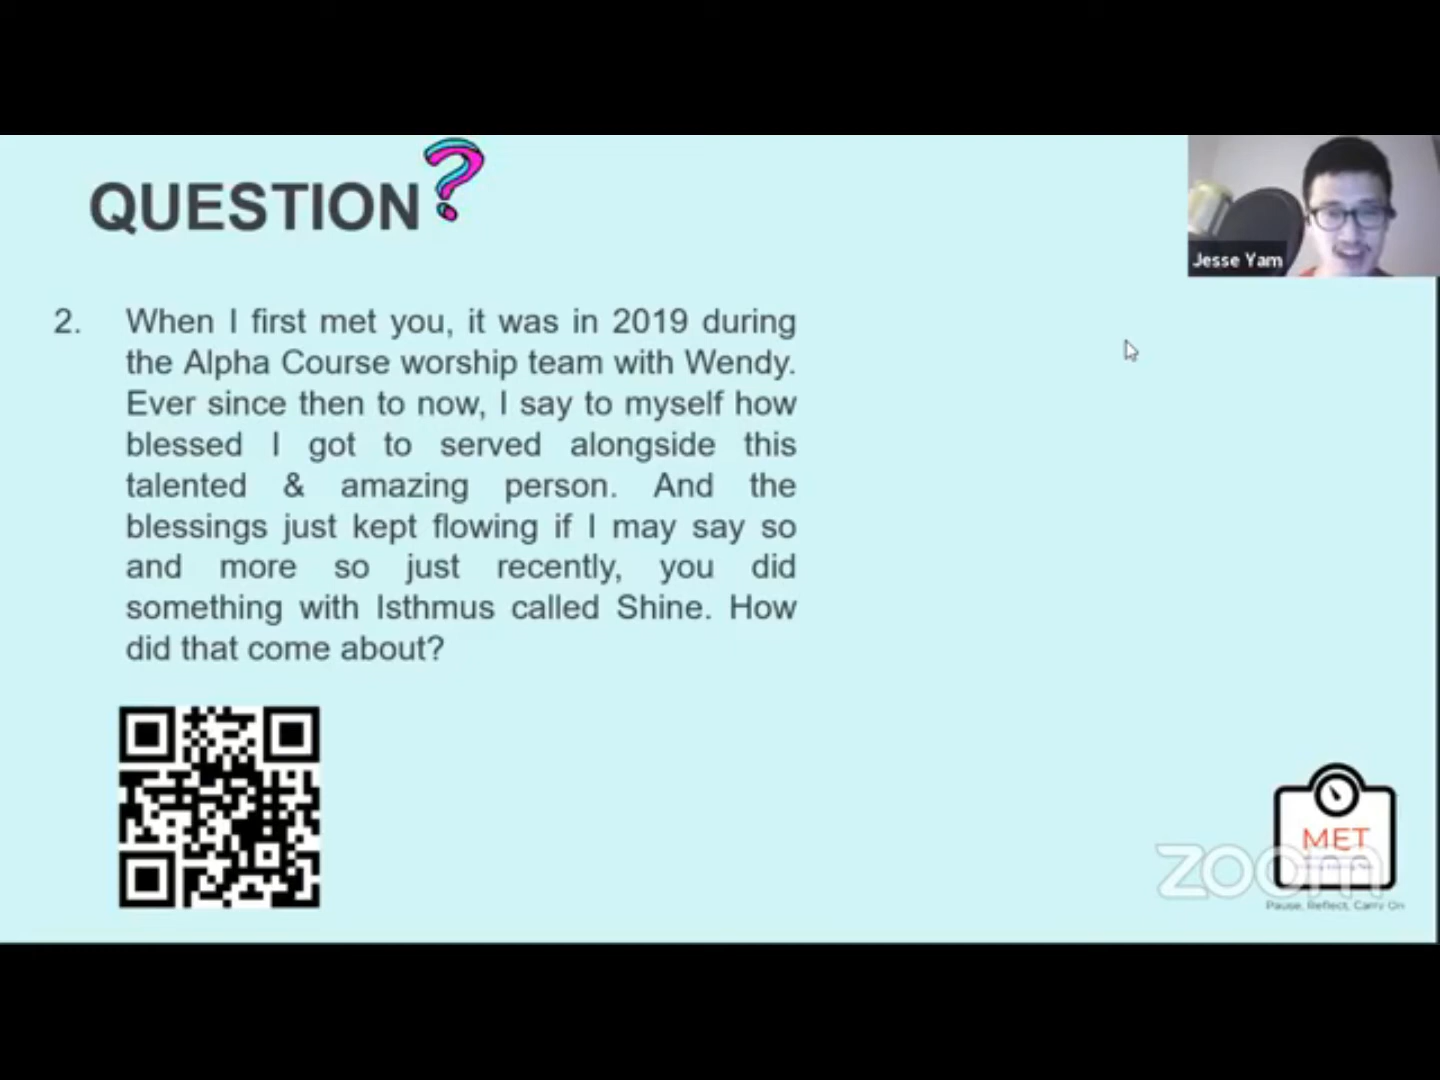 QUESTION?
Jesse Yam
2. When I first met you, it was in 2019 during
the Alpha Course worship team with Wendy.
Ever since then to now, I say to myself how
blessed I got to served alongside this
talented & amazing person. And the
blessings just kept flowing if I may say so
and more so just recently, you did
something with Isthmus called Shine. How
did that come about?
MET
zoom
Pause, Reflect, Carry On